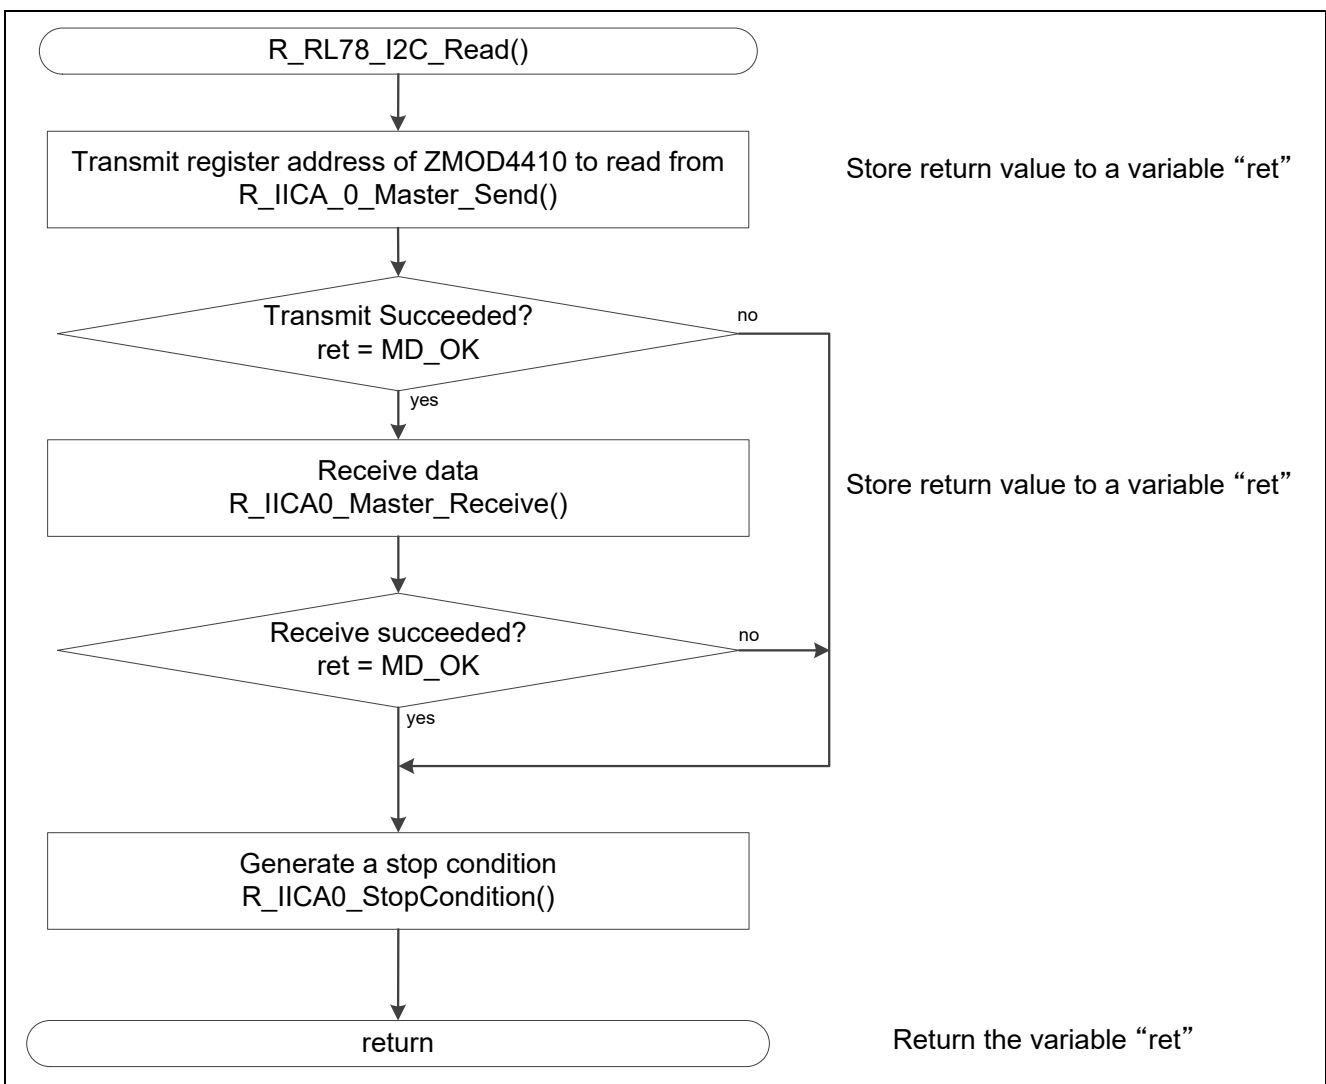 R_RL78_I2C_Read()
Transmit register address of ZMOD4410 to read from
R_IICA_0_Master_Send()
Store return value to a variable “ret”
Transmit Succeeded?
ret = MD_OK
no
yes
Receive data
R_IICA0_Master_Receive()
Store return value to a variable “ret”
Receive succeeded?
ret = MD_OK
no
yes
Generate a stop condition
R_IICA0_StopCondition()
return
Return the variable “ret”